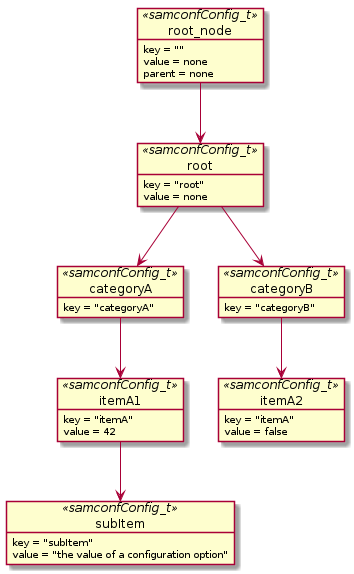 «samconfConfig_t»
root_node
key = ""
value = none
parent = none
«samconfConfig_t»
root
key = "root"
value = none
«samconfConfig_t»
categoryA
key = "categoryA"
«samconfConfig_t»
categoryB
key = "categoryB"
«samconfConfig_t»
itemA1
key = "itemA"
value = 42
«samconfConfig_t»
itemA2
key = "itemA"
value = false
«samconfConfig_t»
subItem
key = "subItem"
value = "the value of a configuration option"